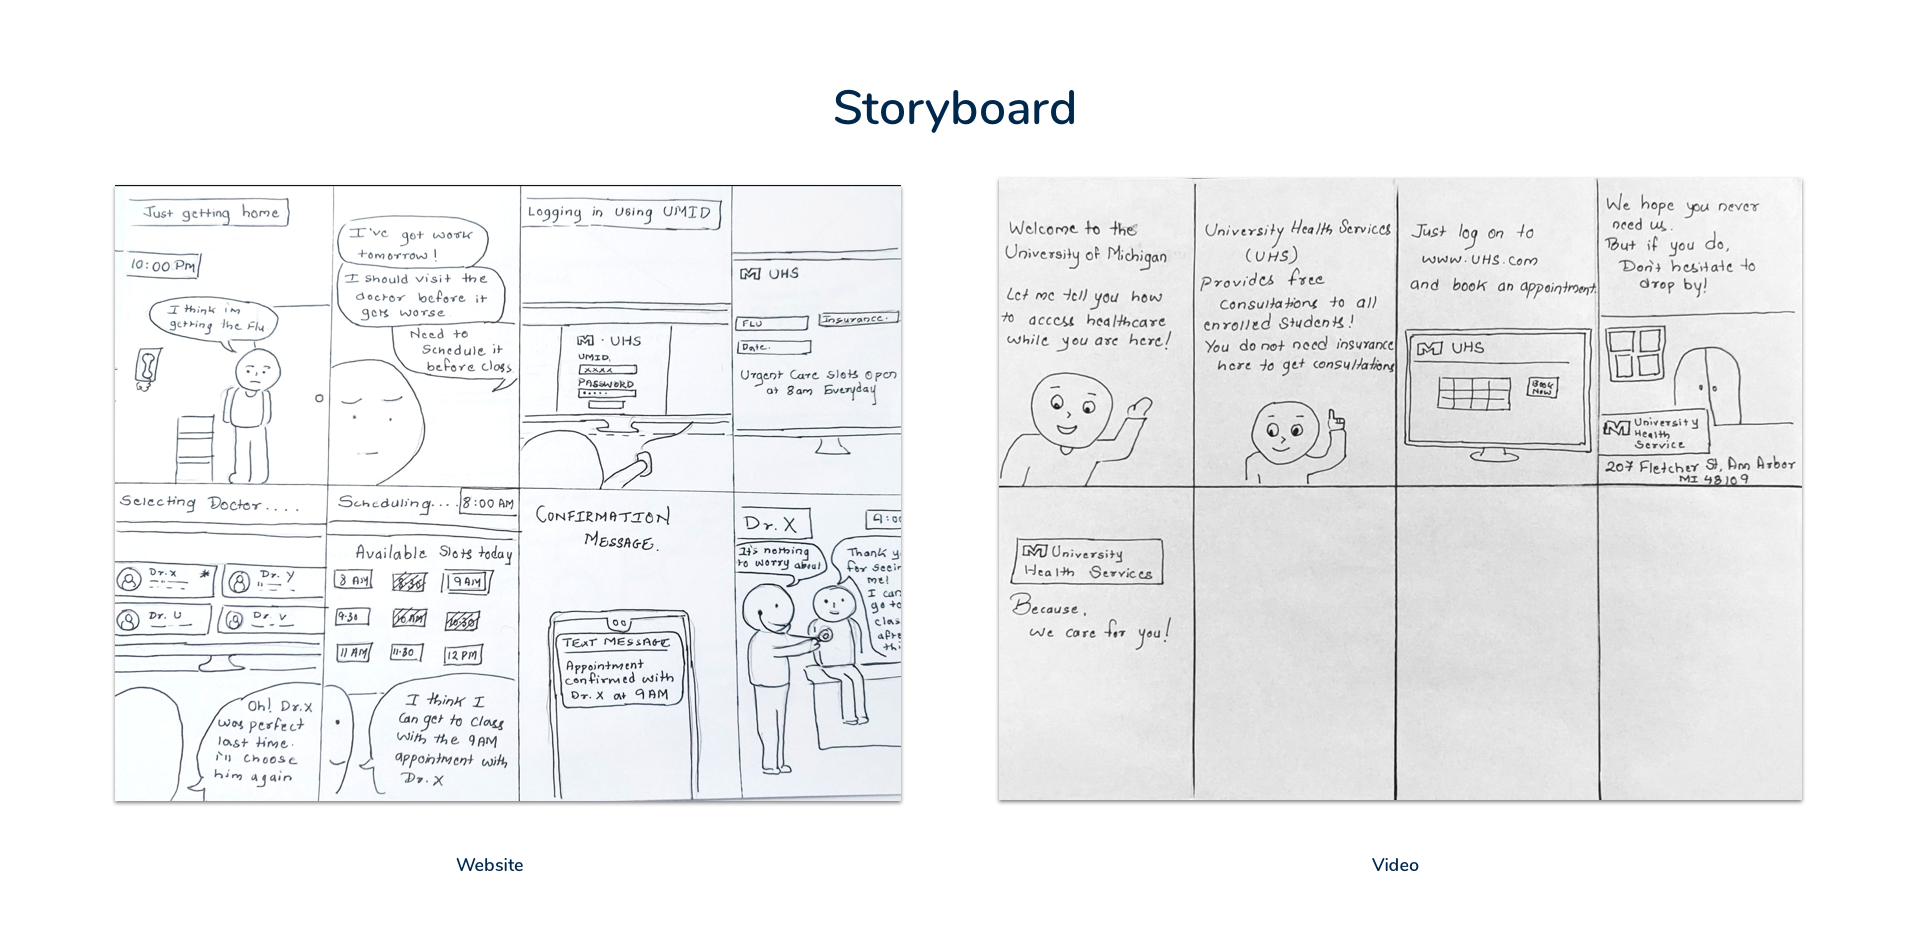 Storyboard
Just getting home
10:00 PM
I think im
getting the Flu.
I've got work
tomorrow!
I should visit the
doctor before it
gets worse.
Need to
Schedule it
before class
Logging in using UMID
M · UHS
UMID.
xxxx
PASSWORD
.....
M UHS
FLU
Insurance.
Date.
Urgent Care slots open
at 8am Everyday
Selecting Doctor....
Dr.X *
Dr. Y
Dr. U
Dr. V
Oh! Dr.X
was perfect
last time.
i'll choose
him again
Scheduling....
8:00 AM
Available Slots today
8 AM 8:30 9 AM
9:30 10 AM 10:30
11 AM 11:30 12 PM
I think I
Can get to class
with the 9AM
appointment with
Dr. X
CONFIRMATION
MESSAGE.
TEXT MESSAGE
Appointment
confirmed with
Dr. X at 9AM
Dr. X
It's nothing
to worry about
Thank y
for seein
me!
I can
go to
clas
afte
thi
Welcome to the
University of Michigan
Let me tell you how
to access healthcare
while you are here!
University Health Services
(UHS)
Provides free
Consultations to all
enrolled Students!
You do not need insurance
here to get consultations
Just log on to
www.UHS.com
and book an appointment.
M UHS
Book
Now
We hope you never
need us.
But if you do,
Don't hesitate to
drop by!
M University
Health
Service
207 Fletcher St, Ann Arbor
MI 48109
M University
Health Services
Because,
we care for you!
Website
Video